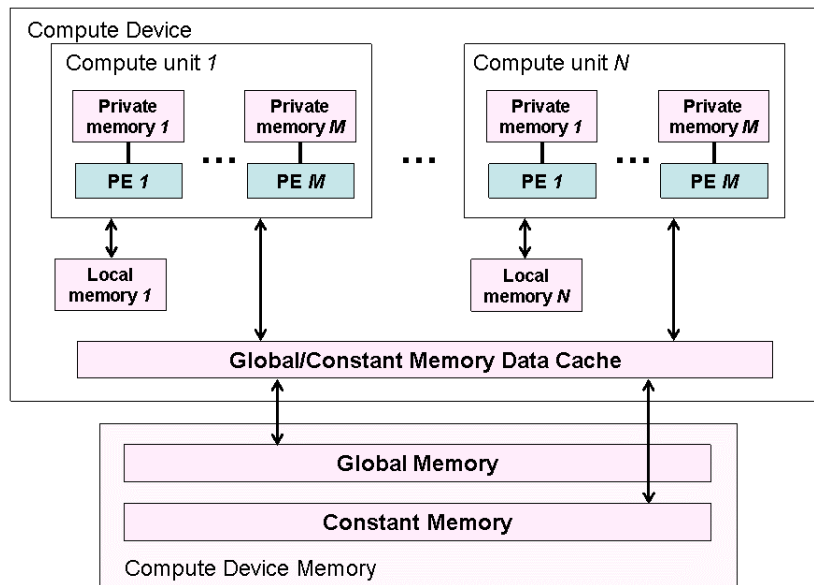 Compute Device
Compute unit 1
Compute unit N
Private
memory 1
Private
memory M
Private
memory 1
Private
memory M
...
...
...
PE 1
PE M
PE 1
PE M
Local
memory 1
Local
memory N
Global/Constant Memory Data Cache
Global Memory
Constant Memory
Compute Device Memory